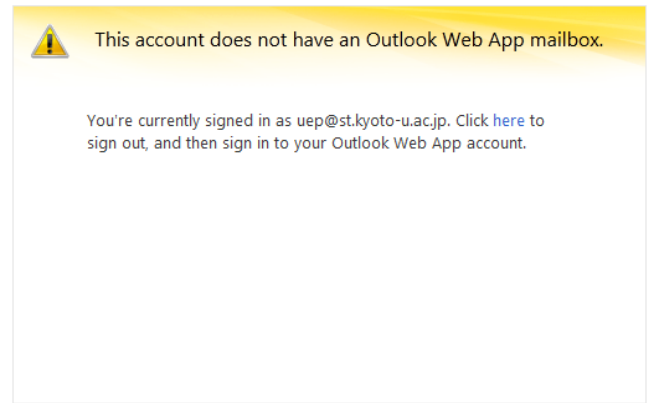 This account does not have an Outlook Web App mailbox.
You're currently signed in as uep@st.kyoto-u.ac.jp. Click here to
sign out, and then sign in to your Outlook Web App account.